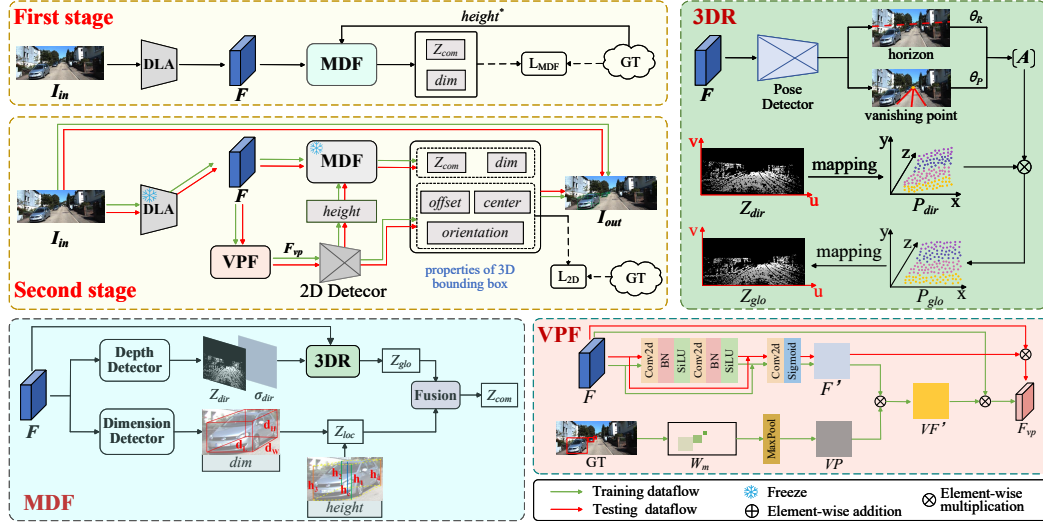 First stage
height*
I_in
DLA
F
MDF
Z_com
dim
L_MDF
GT
Second stage
I_in
DLA
F
MDF
VPF
F_vp
height
2D Detecor
Z_com
dim
offset
center
orientation
properties of 3D
bounding box
I_out
L_2D
GT
3DR
F
Pose
Detector
horizon
vanishing point
θ_R
θ_P
{A}
v
u
Z_dir
mapping
y
z
x
P_dir
v
u
Z_glo
mapping
y
z
x
P_glo
MDF
F
Depth
Detector
Dimension
Detector
Z_dir
σ_dir
3DR
Z_glo
Fusion
Z_com
d_H
d_L
d_W
dim
Z_loc
height
VPF
F
Conv2d
BN
SiLU
Conv2d
BN
SiLU
Conv2d
Sigmoid
F'
GT
W_m
MaxPool
VP
VF'
F_vp
Training dataflow
Testing dataflow
Freeze
Element-wise addition
Element-wise
multiplication